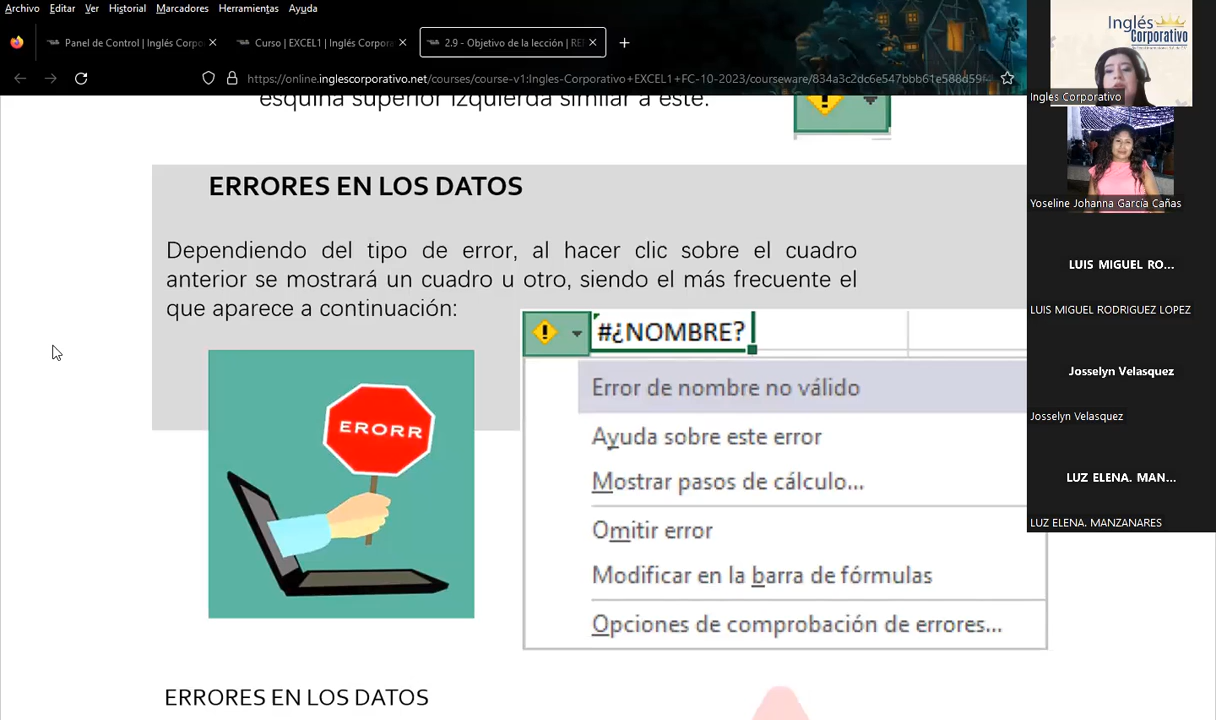 Archivo Editar Ver Historial Marcadores Herramientas Ayuda
Panel de Control | Inglés Corpo
Curso | EXCEL1 | Inglés Corpora
2.9 - Objetivo de la lección | RE
https://online.inglescorporativo.net/courses/course-v1:Ingles-Corporativo+EXCEL1+FC-10-2023/courseware/834a3c2dc6e547bbb61e588d59f
esquina superior izquierda similar a este.
ERRORES EN LOS DATOS
Dependiendo del tipo de error, al hacer clic sobre el cuadro
anterior se mostrará un cuadro u otro, siendo el más frecuente el
que aparece a continuación:
ERORR
#¿NOMBRE?
Error de nombre no válido
Ayuda sobre este error
Mostrar pasos de cálculo...
Omitir error
Modificar en la barra de fórmulas
Opciones de comprobación de errores...
ERRORES EN LOS DATOS
Inglés
Corporativo
Ingles Corporativo
Yoseline Johanna García Cañas
LUIS MIGUEL RO...
LUIS MIGUEL RODRIGUEZ LOPEZ
Josselyn Velasquez
Josselyn Velasquez
LUZ ELENA. MAN...
LUZ ELENA. MANZANARES